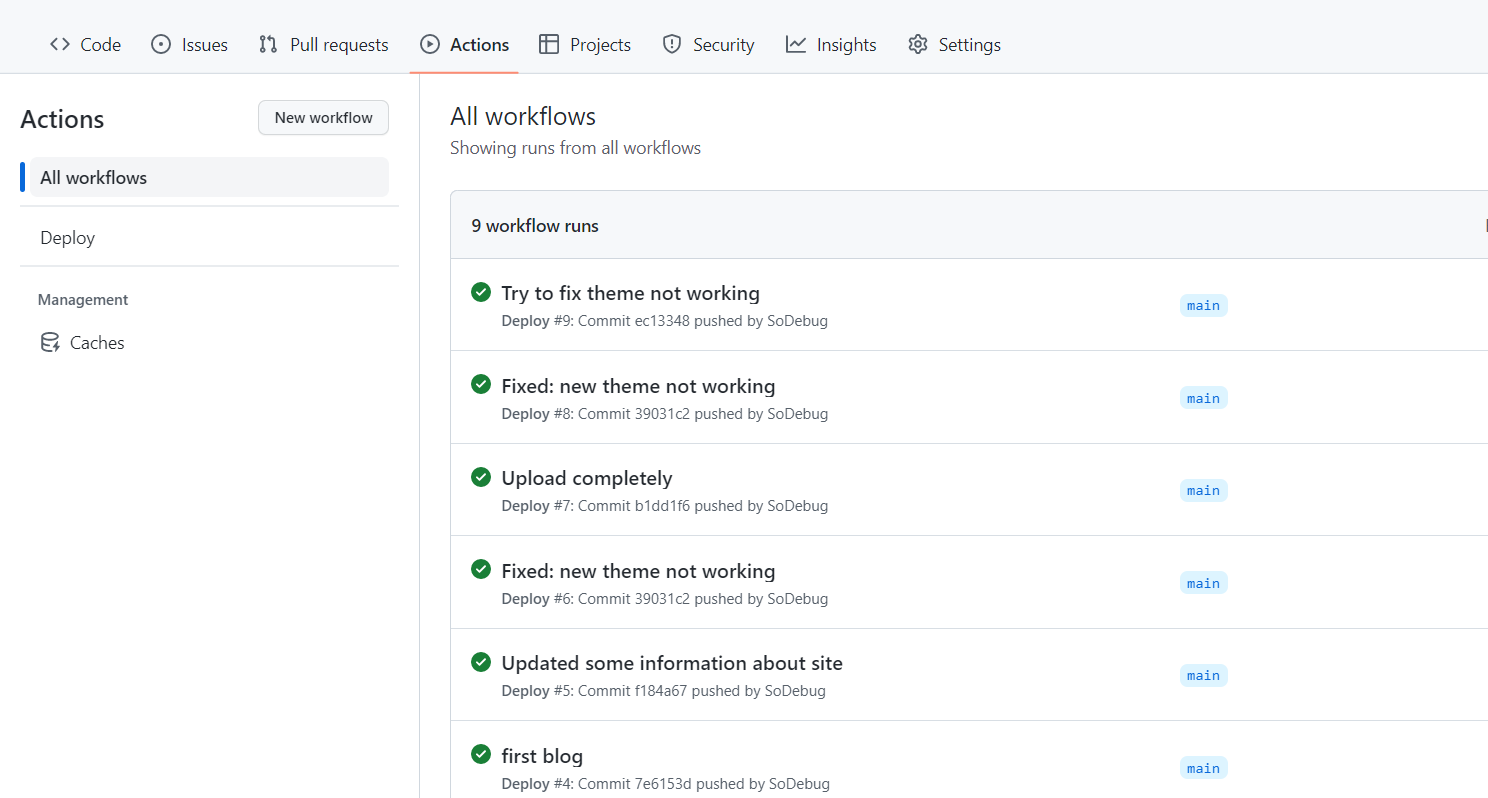 Code Issues Pull requests Actions Projects Security Insights Settings
Actions
New workflow
All workflows
Deploy
Management
Caches
All workflows
Showing runs from all workflows
9 workflow runs
Try to fix theme not working
Deploy #9: Commit ec13348 pushed by SoDebug
main
Fixed: new theme not working
Deploy #8: Commit 39031c2 pushed by SoDebug
main
Upload completely
Deploy #7: Commit b1dd1f6 pushed by SoDebug
main
Fixed: new theme not working
Deploy #6: Commit 39031c2 pushed by SoDebug
main
Updated some information about site
Deploy #5: Commit f184a67 pushed by SoDebug
main
first blog
Deploy #4: Commit 7e6153d pushed by SoDebug
main